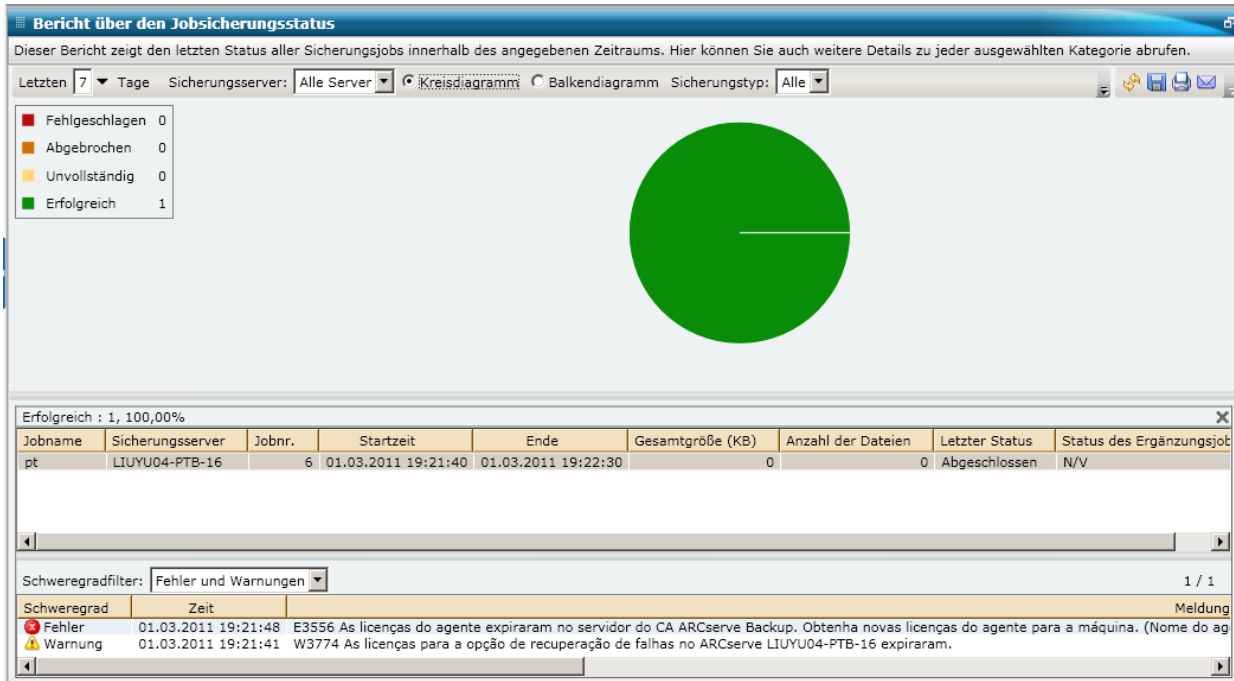 Bericht über den Jobsicherungsstatus
Dieser Bericht zeigt den letzten Status aller Sicherungsjobs innerhalb des angegebenen Zeitraums. Hier können Sie auch weitere Details zu jeder ausgewählten Kategorie abrufen.
Letzten 7 Tage Sicherungsserver: Alle Server Kreisdiagramm Balkendiagramm Sicherungstyp: Alle
Fehlgeschlagen 0
Abgebrochen 0
Unvollständig 0
Erfolgreich 1
Erfolgreich : 1, 100,00%
Jobname Sicherungsserver Jobnr. Startzeit Ende Gesamtgröße (KB) Anzahl der Dateien Letzter Status Status des Ergänzungsjob
pt LIUYU04-PTB-16 6 01.03.2011 19:21:40 01.03.2011 19:22:30 0 0 Abgeschlossen N/V
Schweregradfilter: Fehler und Warnungen 1 / 1
Schweregrad Zeit Meldung
Fehler 01.03.2011 19:21:48 E3556 As licenças do agente expiraram no servidor do CA ARCserve Backup. Obtenha novas licenças do agente para a máquina. (Nome do ag
Warnung 01.03.2011 19:21:41 W3774 As licenças para a opção de recuperação de falhas no ARCserve LIUYU04-PTB-16 expiraram.